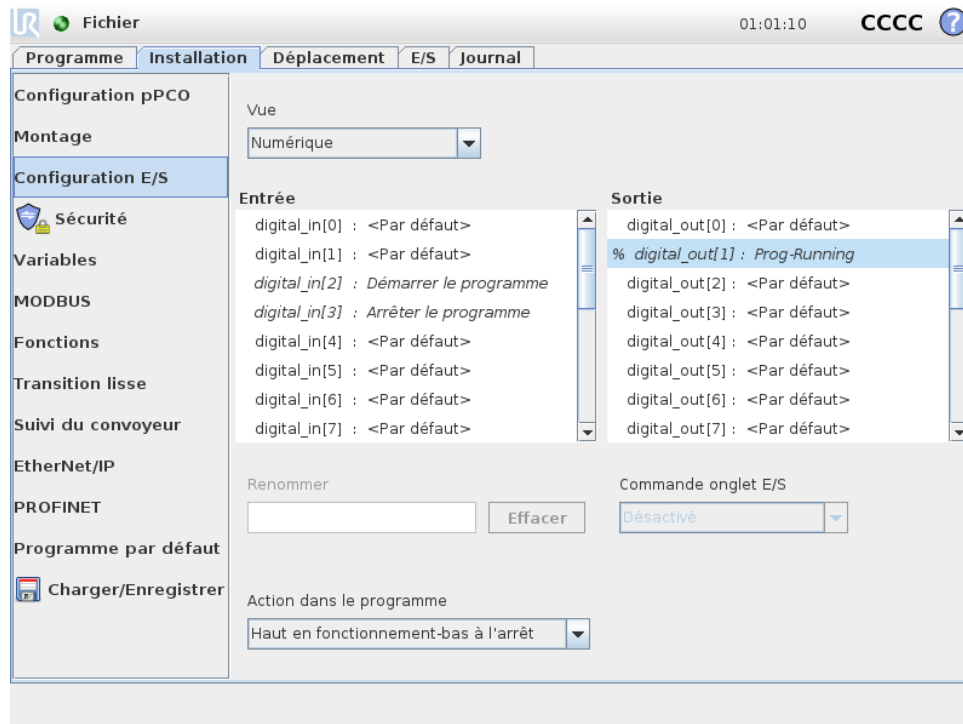 UR Fichier 01:01:10 CCCC ?
Programme Installation Déplacement E/S Journal
Configuration pPCO
Montage
Configuration E/S
Sécurité
Variables
MODBUS
Fonctions
Transition lisse
Suivi du convoyeur
EtherNet/IP
PROFINET
Programme par défaut
Charger/Enregistrer
Vue
Numérique
Entrée
digital_in[0] : <Par défaut>
digital_in[1] : <Par défaut>
digital_in[2] : Démarrer le programme
digital_in[3] : Arrêter le programme
digital_in[4] : <Par défaut>
digital_in[5] : <Par défaut>
digital_in[6] : <Par défaut>
digital_in[7] : <Par défaut>
Sortie
digital_out[0] : <Par défaut>
% digital_out[1] : Prog-Running
digital_out[2] : <Par défaut>
digital_out[3] : <Par défaut>
digital_out[4] : <Par défaut>
digital_out[5] : <Par défaut>
digital_out[6] : <Par défaut>
digital_out[7] : <Par défaut>
Renommer
Effacer
Commande onglet E/S
Désactivé
Action dans le programme
Haut en fonctionnement-bas à l'arrêt